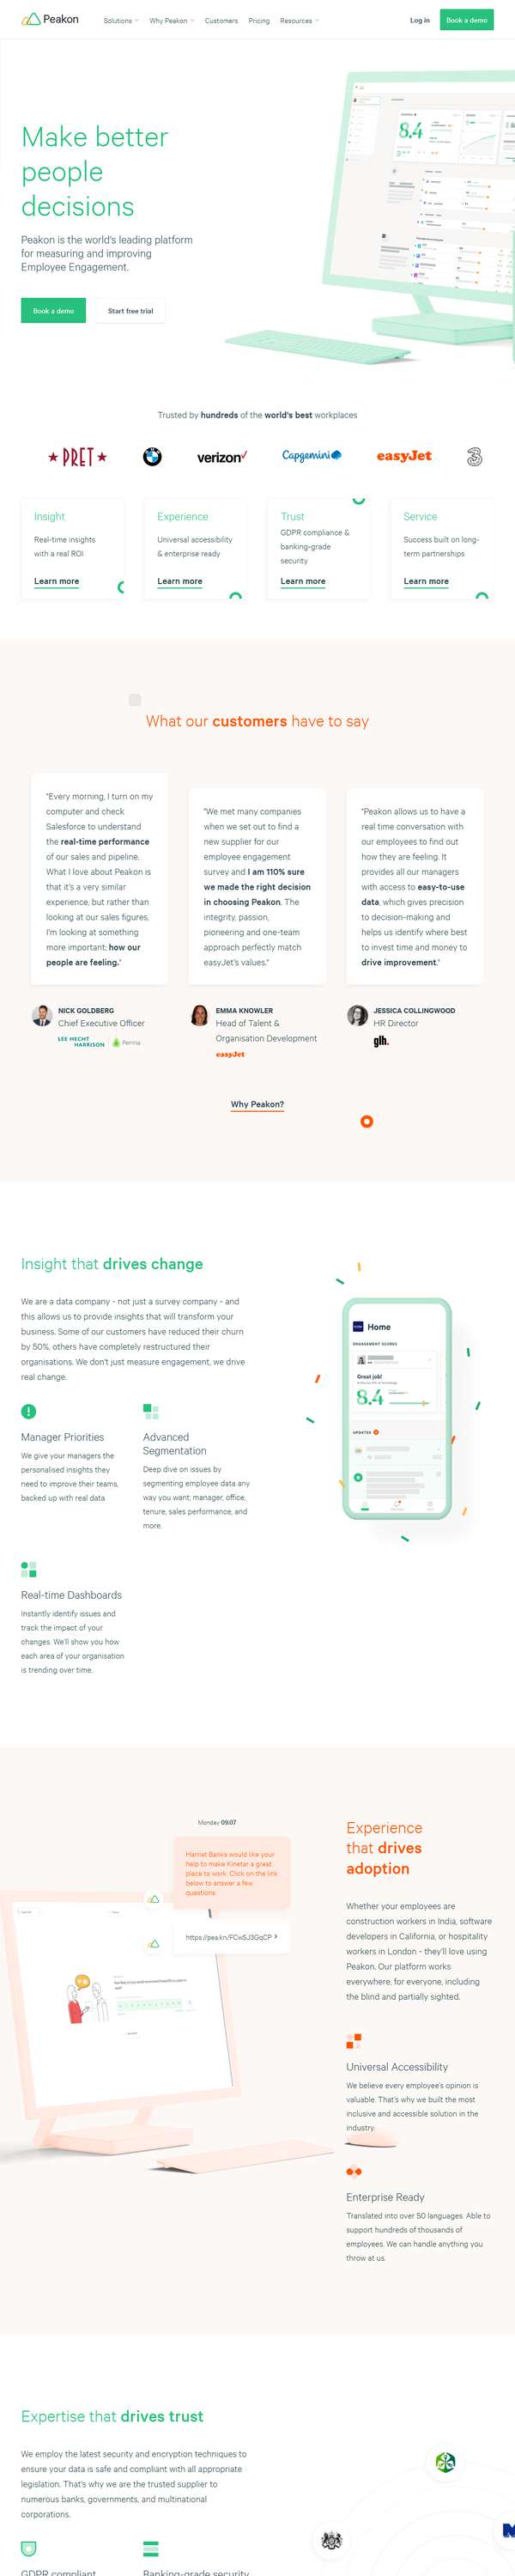 Peakon
Solutions
Why Peakon
Customers
Pricing
Resources
Log in
Book a demo
Make better
people
decisions
Peakon is the world's leading platform
for measuring and improving
Employee Engagement.
Book a demo
Start free trial
8.4
Trusted by hundreds of the world's best workplaces
PRET
BMW
verizon
Capgemini
easyJet
3
Insight
Real-time insights
with a real ROI
Learn more
Experience
Universal accessibility
& enterprise ready
Learn more
Trust
GDPR compliance &
banking-grade
security
Learn more
Service
Success built on long-
term partnerships
Learn more
What our customers have to say
"Every morning, I turn on my
computer and check
Salesforce to understand
the real-time performance
of our sales and pipeline.
What I love about Peakon is
that it's a very similar
experience, but rather than
looking at our sales figures,
I'm looking at something
more important: how our
people are feeling."
NICK GOLDBERG
Chief Executive Officer
LEE HECHT
HARRISON
Penna
"We met many companies
when we set out to find a
new supplier for our
employee engagement
survey and I am 110% sure
we made the right decision
in choosing Peakon. The
integrity, passion,
pioneering and one-team
approach perfectly match
easyJet's values."
EMMA KNOWLER
Head of Talent &
Organisation Development
easyJet
"Peakon allows us to have a
real time conversation with
our employees to find out
how they are feeling. It
provides all our managers
with access to easy-to-use
data, which gives precision
to decision-making and
helps us identify where best
to invest time and money to
drive improvement."
JESSICA COLLINGWOOD
HR Director
glh.
Why Peakon?
Insight that drives change
We are a data company - not just a survey company - and
this allows us to provide insights that will transform your
business. Some of our customers have reduced their churn
by 50%, others have completely restructured their
organisations. We don't just measure engagement, we drive
real change.
Manager Priorities
We give your managers the
personalised insights they
need to improve their teams,
backed up with real data.
Advanced
Segmentation
Deep dive on issues by
segmenting employee data any
way you want; manager, office,
tenure, sales performance, and
more.
Real-time Dashboards
Instantly identify issues and
track the impact of your
changes. We'll show you how
each area of your organisation
is trending over time.
Home
ENGAGEMENT SCORES
Great job!
8.4
UPDATES
Monday 09:07
Harriet Banks would like your
help to make Kinetar a great
place to work. Click on the link
below to answer a few
questions.
https://pea.kn/FCwSJ3GqCP
Experience
that drives
adoption
Whether your employees are
construction workers in India, software
developers in California, or hospitality
workers in London - they'll love using
Peakon. Our platform works
everywhere, for everyone, including
the blind and partially sighted.
Universal Accessibility
We believe every employee's opinion is
valuable. That's why we built the most
inclusive and accessible solution in the
industry.
Enterprise Ready
Translated into over 50 languages. Able to
support hundreds of thousands of
employees. We can handle anything you
throw at us.
Expertise that drives trust
We employ the latest security and encryption techniques to
ensure your data is safe and compliant with all appropriate
legislation. That's why we are the trusted supplier to
numerous banks, governments, and multinational
corporations.
GDPR compliant
Banking-grade security